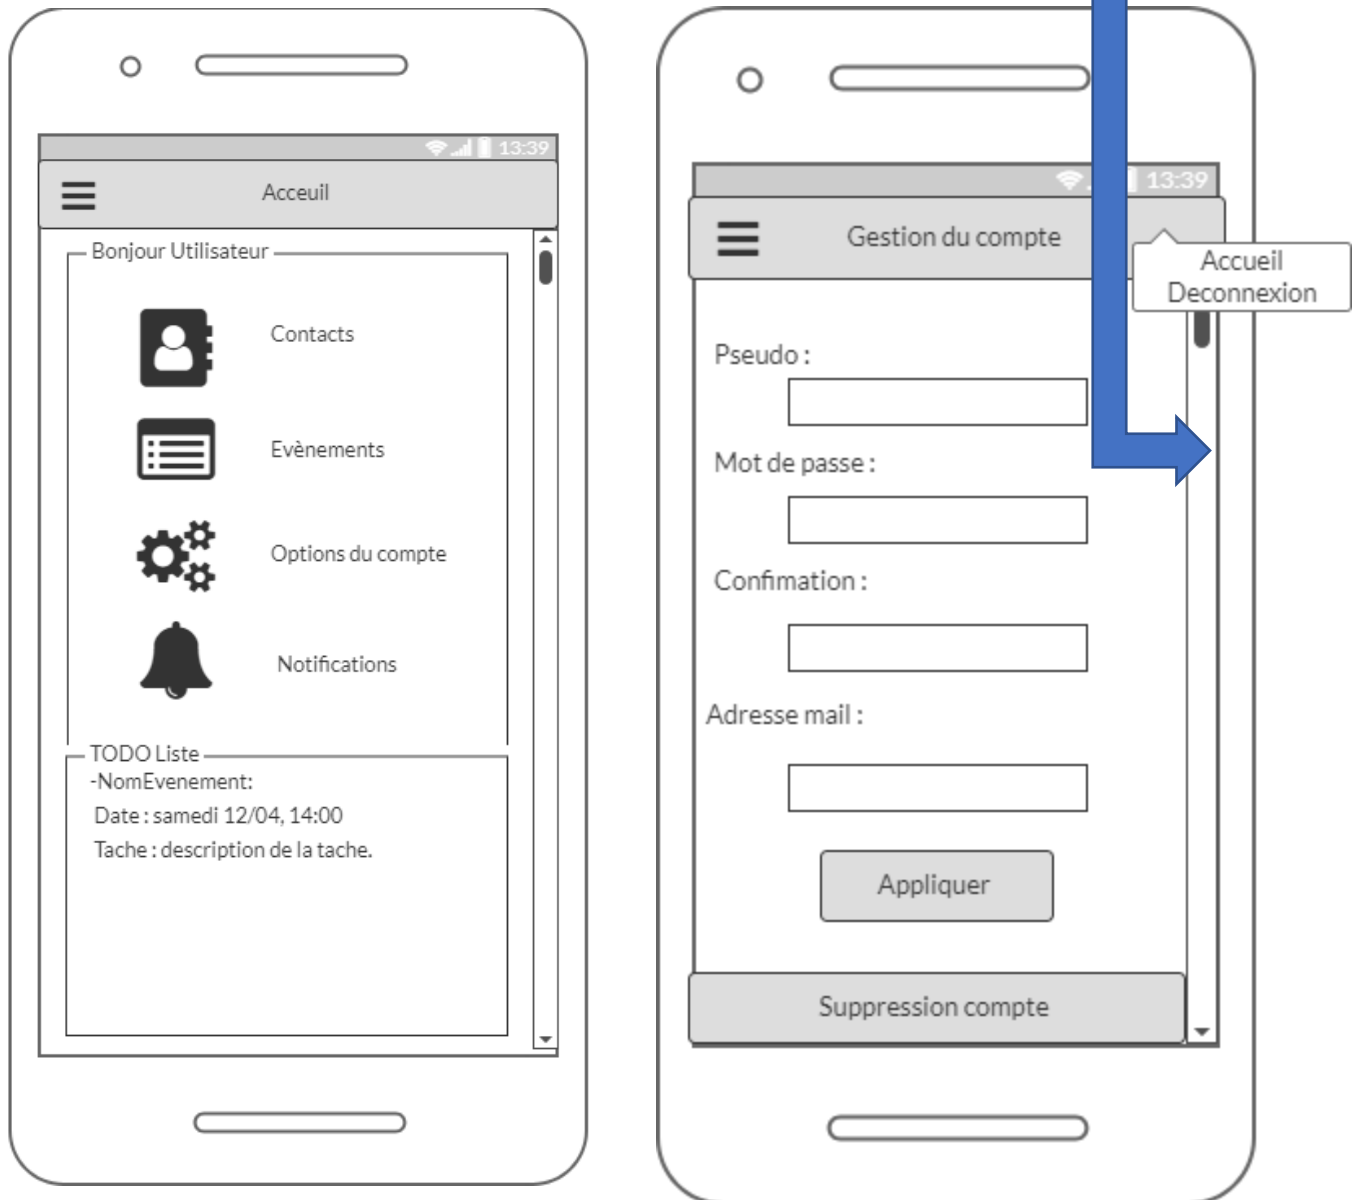 13:39
Acceuil
Bonjour Utilisateur
Contacts
Evènements
Options du compte
Notifications
TODO Liste
-NomEvenement:
Date : samedi 12/04, 14:00
Tache : description de la tache.
13:39
Gestion du compte
Accueil
Deconnexion
Pseudo :
Mot de passe :
Confimation :
Adresse mail :
Appliquer
Suppression compte